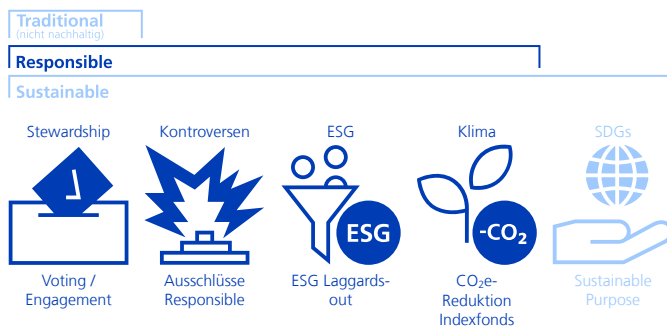 Traditional
(nicht nachhaltig)
Responsible
Sustainable
Stewardship
Kontroversen
ESG
Klima
SDGs
ESG
-CO₂
Voting /
Engagement
Ausschlüsse
Responsible
ESG Laggards-
out
CO₂e-
Reduktion
Indexfonds
Sustainable
Purpose